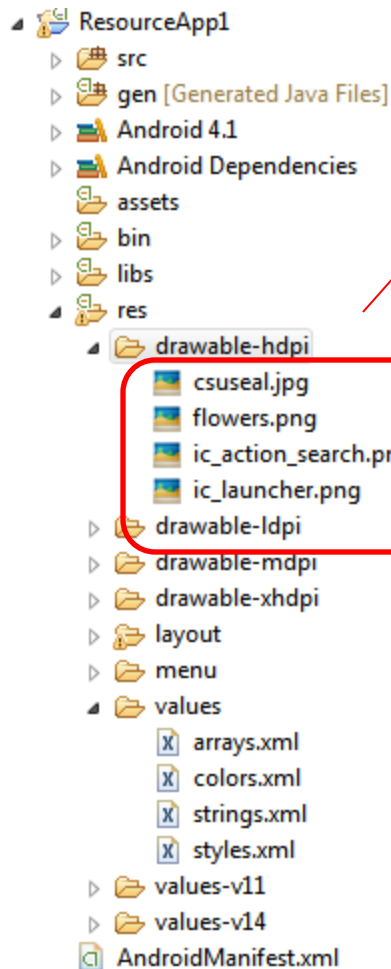 ResourceApp1
src
gen [Generated Java Files]
Android 4.1
Android Dependencies
assets
bin
libs
res
drawable-hdpi
csuseal.jpg
flowers.png
ic_action_search.pr
ic_launcher.png
drawable-ldpi
drawable-mdpi
drawable-xhdpi
layout
menu
values
arrays.xml
colors.xml
strings.xml
styles.xml
values-v11
values-v14
AndroidManifest.xml